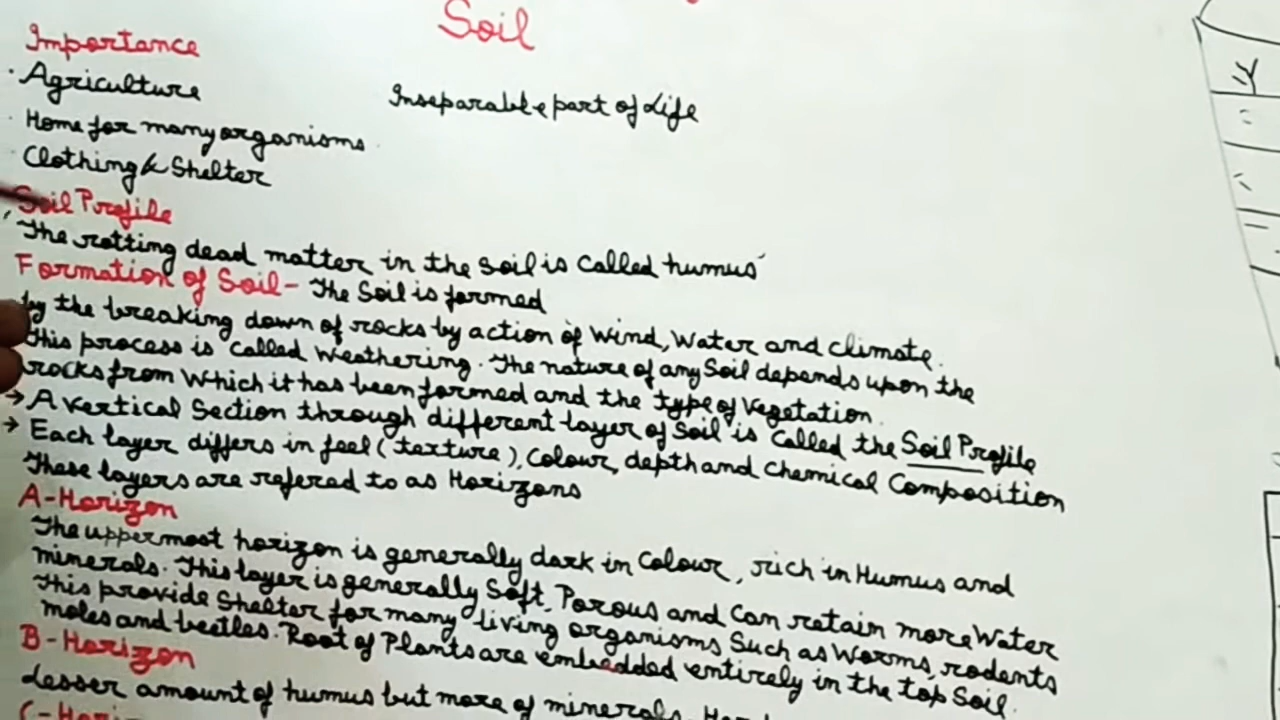 Soil
Importance
· Agriculture
Inseparable part of Life
· Home for many organisms
· Clothing & Shelter
Soil Profile
The rotting dead matter in the soil is called humus
Formation of Soil - The Soil is formed
by the breaking down of rocks by action of wind, Water and climate.
This process is called weathering. The nature of any Soil depends upon the
rocks from which it has been formed and the type of Vegetation
→ A vertical Section through different layer of Soil is called the Soil Profile
→ Each layer differs in feel (texture), Colour, depth and Chemical Composition
These layers are refered to as Horizons
A-Horizon
The uppermost horizon is generally dark in Colour, rich in Humus and
minerals. This layer is generally Soft, Porous and Can retain more Water
This provide Shelter for many living organisms Such as Worms, rodents
moles and beetles. Root of Plants are embedded entirely in the top Soil.
B-Horizon
Lesser amount of humus but more of minerals.